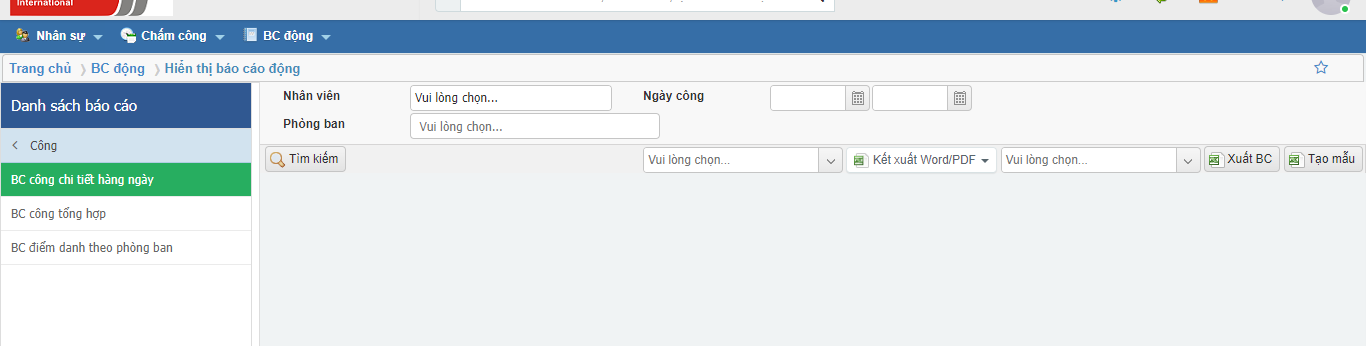 International
Nhân sự Chấm công BC động
Trang chủ BC động Hiển thị báo cáo động
Danh sách báo cáo
Nhân viên Vui lòng chọn... Ngày công
Phòng ban Vui lòng chọn...
Công
Tìm kiếm Vui lòng chọn... Kết xuất Word/PDF Vui lòng chọn... Xuất BC Tạo mẫu
BC công chi tiết hàng ngày
BC công tổng hợp
BC điểm danh theo phòng ban